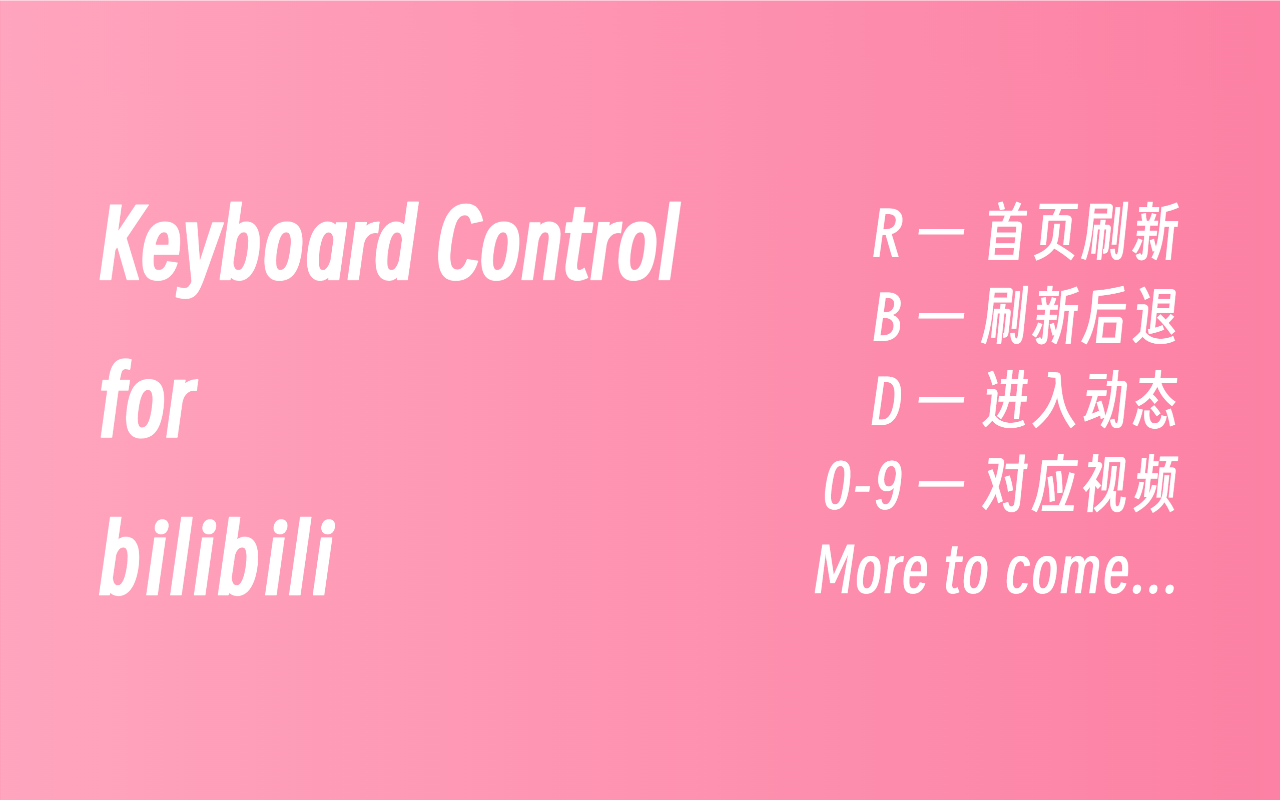 Keyboard Control
for
bilibili
R — 首页刷新
B — 刷新后退
D — 进入动态
0-9 — 对应视频
More to come...